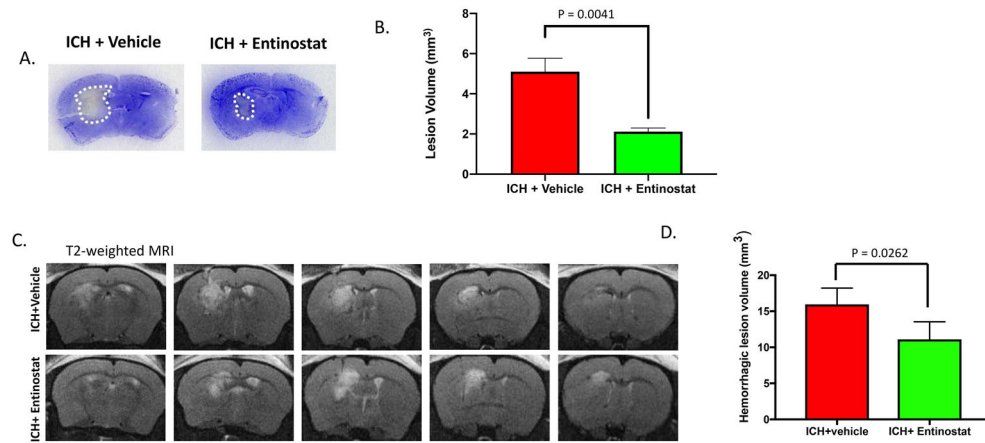 A.
ICH + Vehicle
ICH + Entinostat
B.
P = 0.0041
Lesion Volume (mm³)
8
6
4
2
0
ICH + Vehicle
ICH + Entinostat
C.
T2-weighted MRI
ICH+Vehicle
ICH+ Entinostat
D.
P = 0.0262
Hemorrhagic lesion volume (mm³)
20
15
10
5
0
ICH+vehicle
ICH+ Entinostat